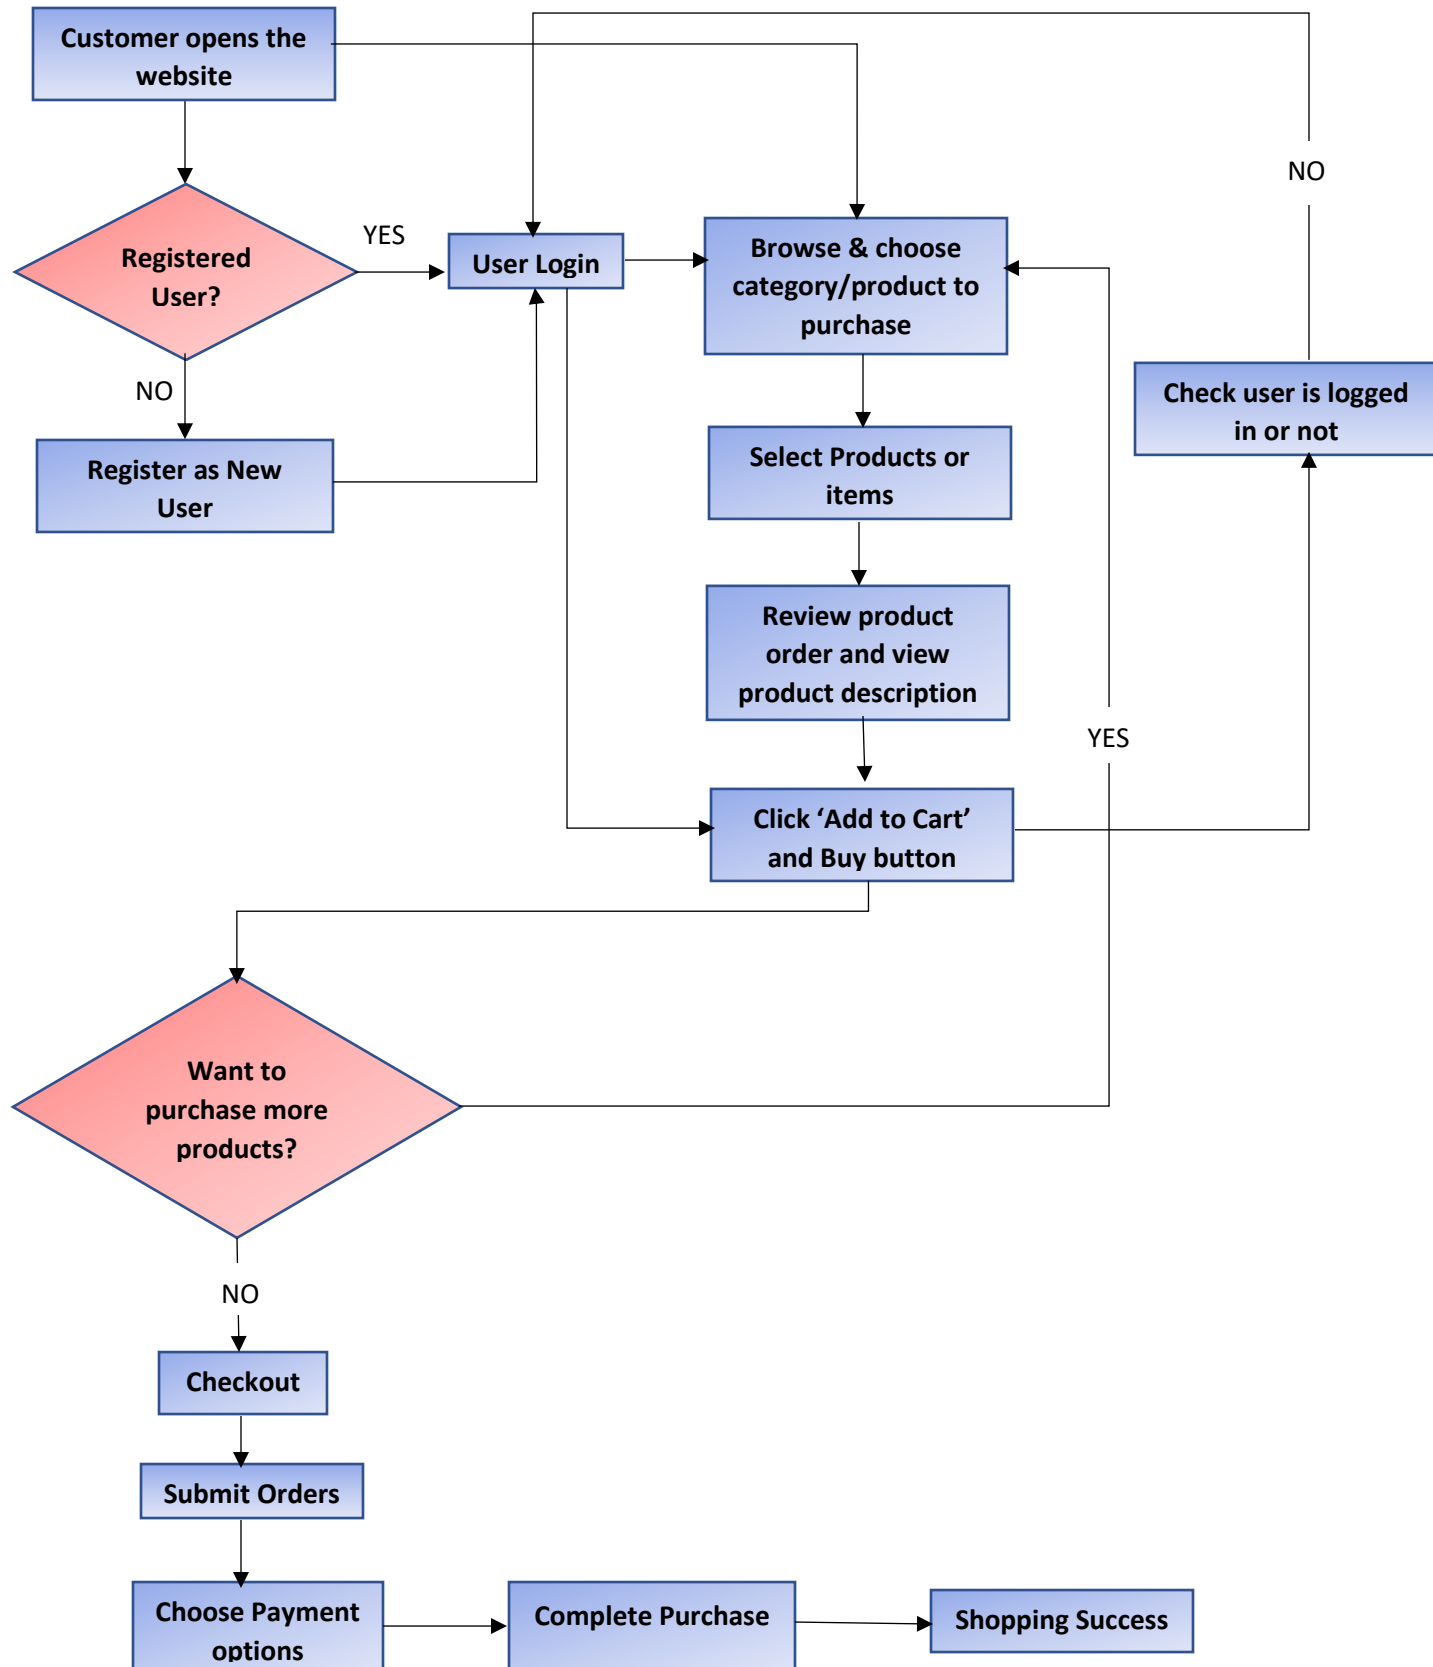 Customer opens the
website
NO
YES
Registered
User?
User Login
Browse & choose
category/product to
purchase
NO
Check user is logged
in or not
Register as New
User
Select Products or
items
Review product
order and view
product description
YES
Click ‘Add to Cart’
and Buy button
Want to
purchase more
products?
NO
Checkout
Submit Orders
Choose Payment
options
Complete Purchase
Shopping Success